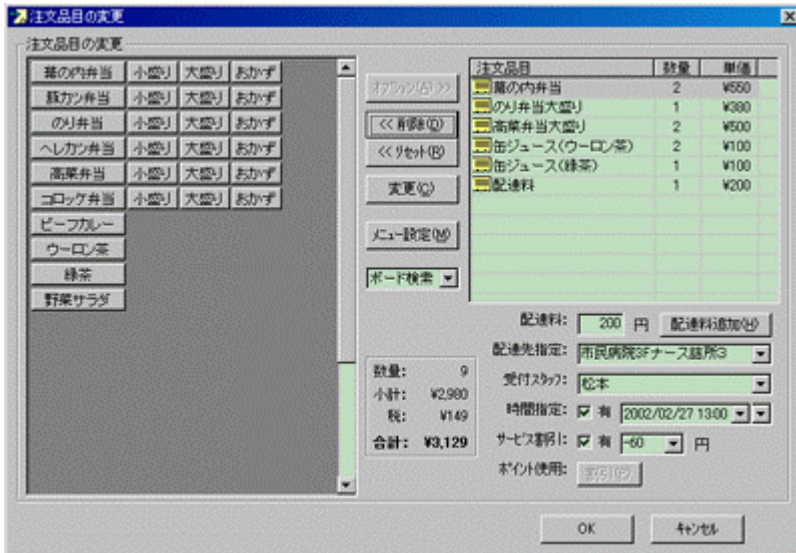 注文品目の変更
注文品目の変更
幕の内弁当 小盛り 大盛り おかず
豚カツ弁当 小盛り 大盛り おかず
のり弁当 小盛り 大盛り おかず
ヘレカツ弁当 小盛り 大盛り おかず
高菜弁当 小盛り 大盛り おかず
コロッケ弁当 小盛り 大盛り おかず
ビーフカレー
ウーロン茶
緑茶
野菜サラダ
オプション(A)>>
<< 削除(D)
<< リセット(R)
変更(C)
メニュー設定(M)
ボード検索
注文品目 数量 単価
幕の内弁当 2 ¥550
のり弁当大盛り 1 ¥380
高菜弁当大盛り 2 ¥500
缶ジュース(ウーロン茶) 2 ¥100
缶ジュース(緑茶) 1 ¥100
配達料 1 ¥200
数量: 9
小計: ¥2,980
税: ¥149
合計: ¥3,129
配達料: 200 円 配達料追加(H)
配達先指定: 市民病院3Fナース詰所3
受付スタッフ: 松本
時間指定: 有 2002/02/27 13:00
サービス割引: 有 -60 円
ポイント使用: 割引(P)
OK キャンセル